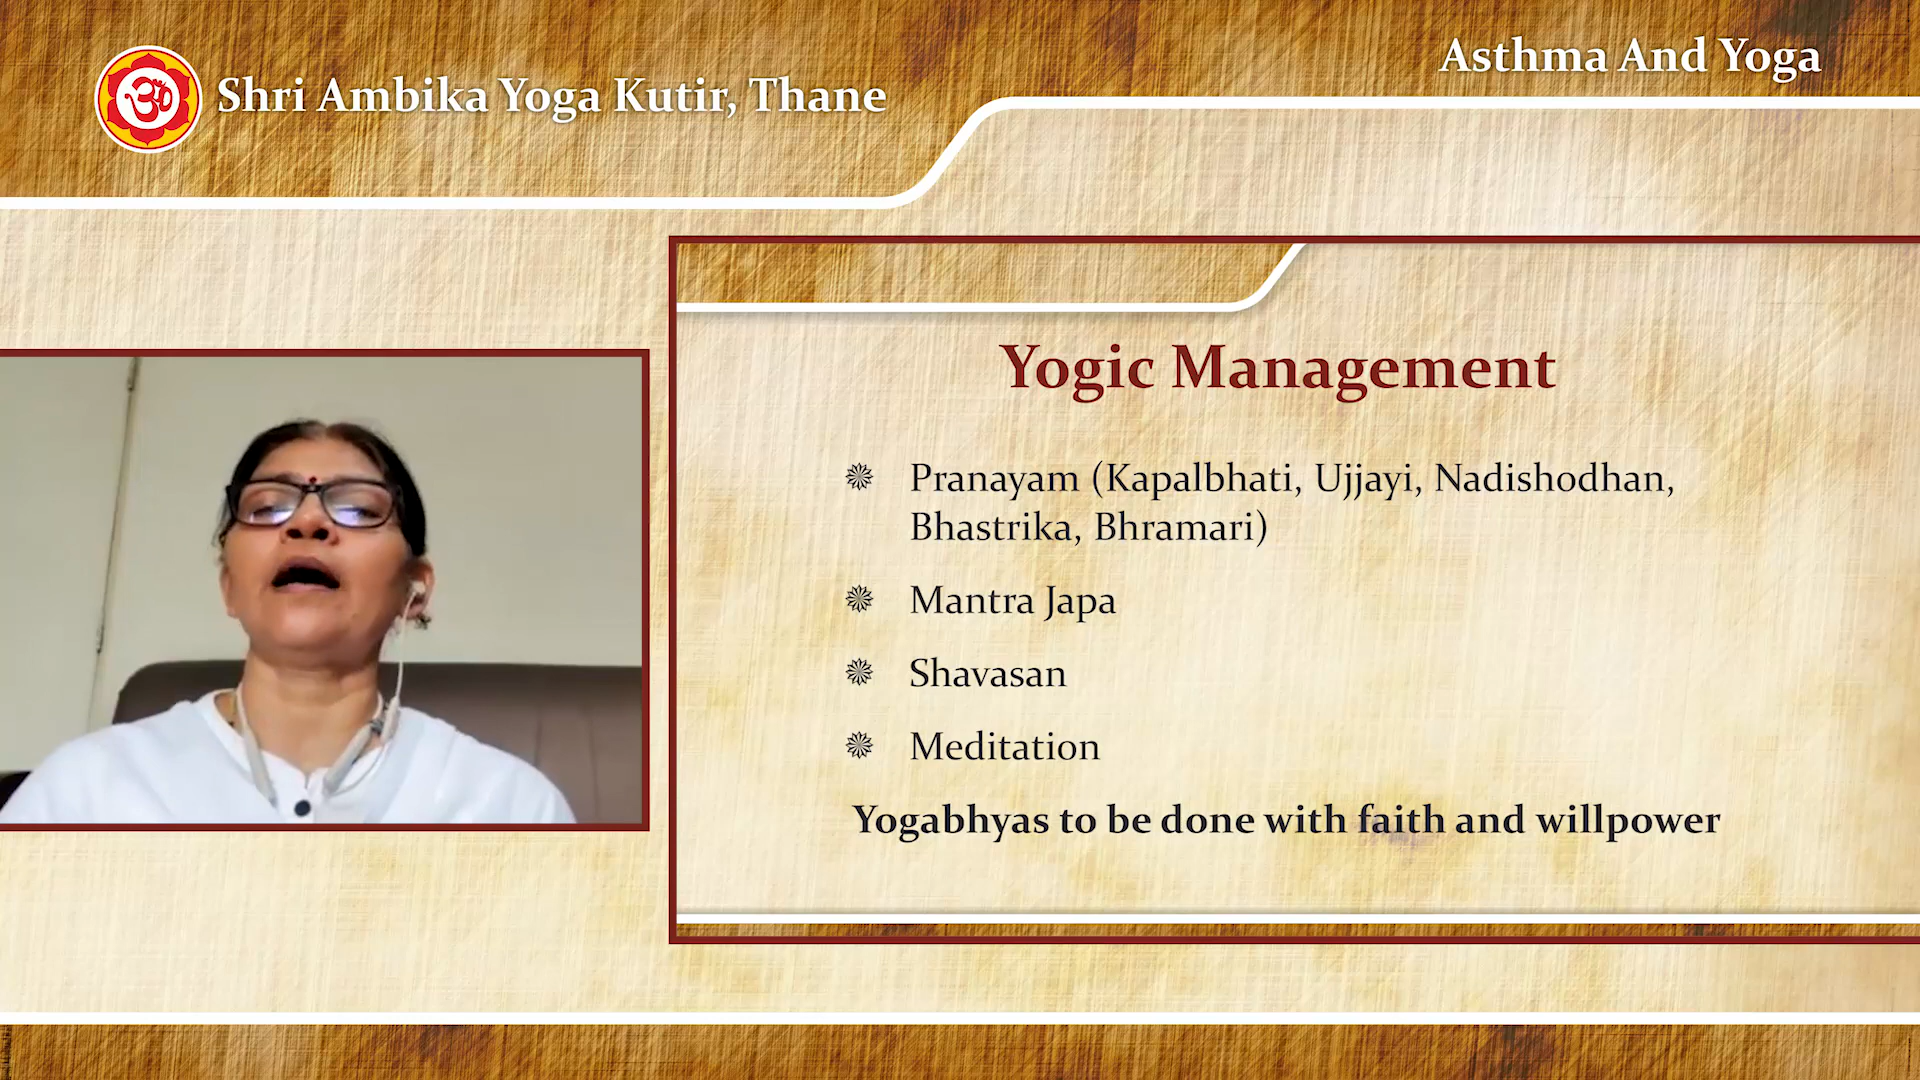 Shri Ambika Yoga Kutir, Thane
Asthma And Yoga
Yogic Management
Pranayam (Kapalbhati, Ujjayi, Nadishodhan,
Bhastrika, Bhramari)
Mantra Japa
Shavasan
Meditation
Yogabhyas to be done with faith and willpower